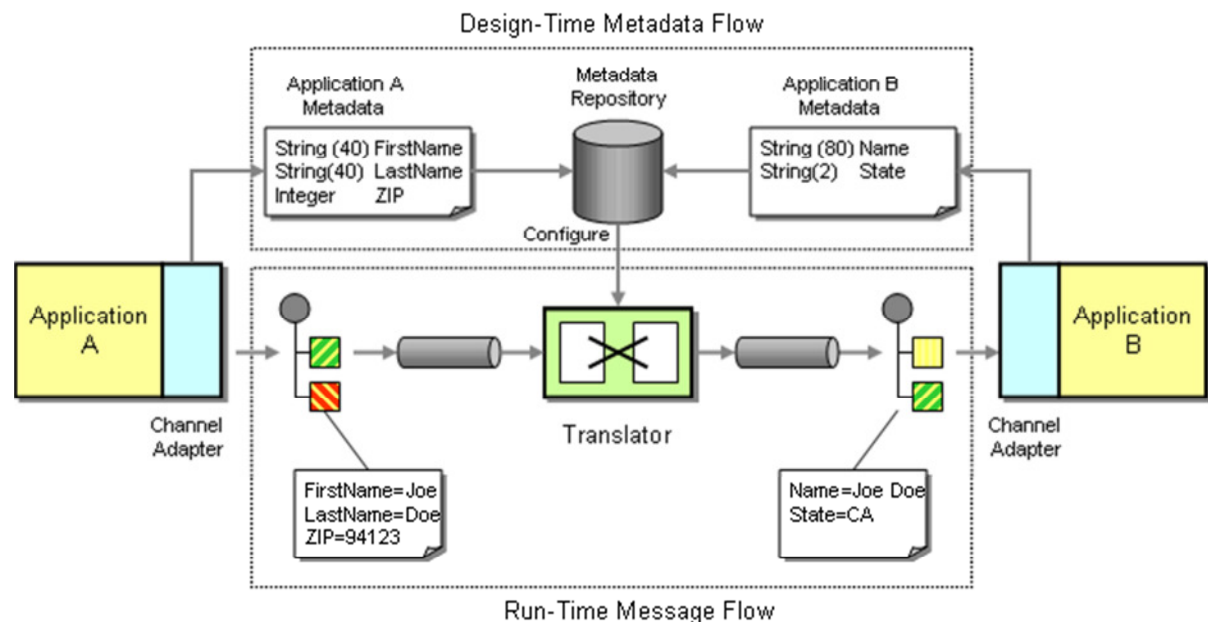 Design-Time Metadata Flow
Application A
Metadata
Metadata
Repository
Application B
Metadata
String (40) FirstName
String(40) LastName
Integer ZIP
String (80) Name
String(2) State
Configure
Application
A
Application
B
Channel
Adapter
Translator
Channel
Adapter
FirstName=Joe
LastName=Doe
ZIP=94123
Name=Joe Doe
State=CA
Run-Time Message Flow